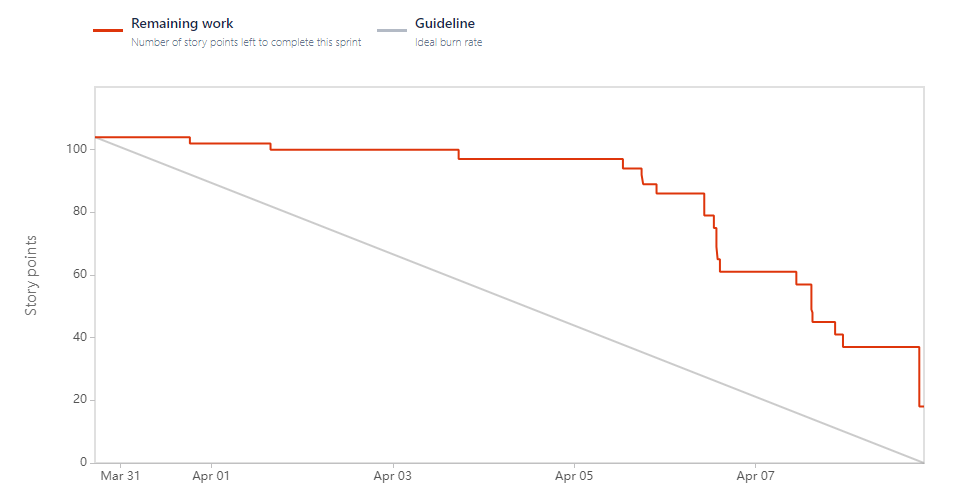 Remaining work
Number of story points left to complete this sprint
Guideline
Ideal burn rate
Story points
100
80
60
40
20
0
Mar 31
Apr 01
Apr 03
Apr 05
Apr 07